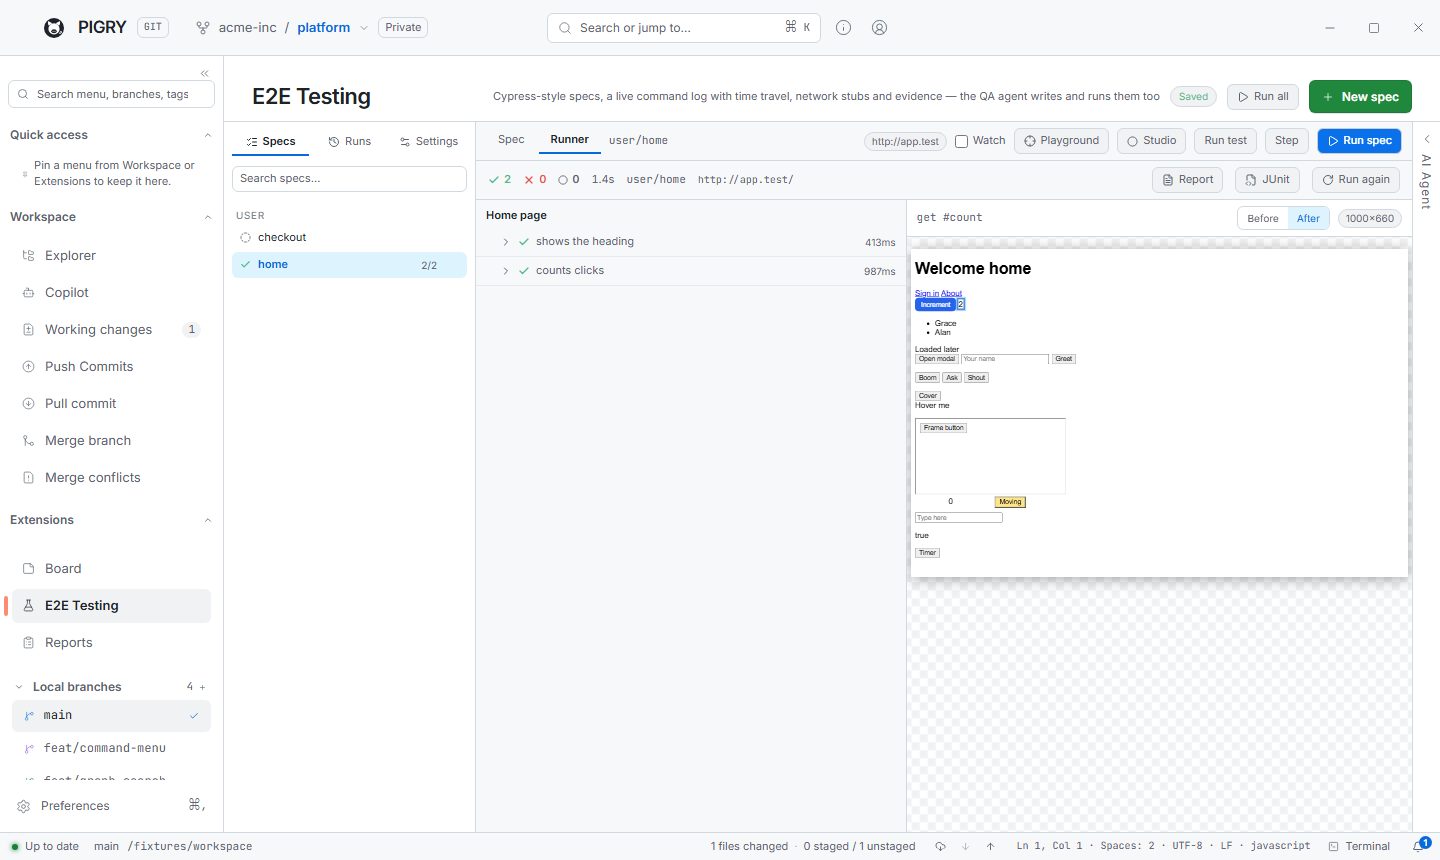 PIGRY GIT acme-inc / platform Private Search or jump to... ⌘ K
Search menu, branches, tags
Quick access
Pin a menu from Workspace or
Extensions to keep it here.
Workspace
Explorer
Copilot
Working changes 1
Push Commits
Pull commit
Merge branch
Merge conflicts
Extensions
Board
E2E Testing
Reports
Local branches 4 +
main
feat/command-menu
Preferences ⌘,
E2E Testing
Cypress-style specs, a live command log with time travel, network stubs and evidence — the QA agent writes and runs them too Saved Run all + New spec
Specs Runs Settings
Search specs...
USER
checkout
home 2/2
Spec Runner user/home http://app.test Watch Playground Studio Run test Step Run spec
2 0 0 1.4s user/home http://app.test/ Report JUnit Run again
Home page
shows the heading 413ms
counts clicks 987ms
get #count Before After 1000×660
Welcome home
Sign in About
Increment 2
Grace
Alan
Loaded later
Open modal Your name Greet
Boom Ask Shout
Cover
Hover me
Frame button
0 Moving
Type here
true
Timer
AI Agent
Up to date main /fixtures/workspace 1 files changed · 0 staged / 1 unstaged Ln 1, Col 1 · Spaces: 2 · UTF-8 · LF · javascript Terminal 1